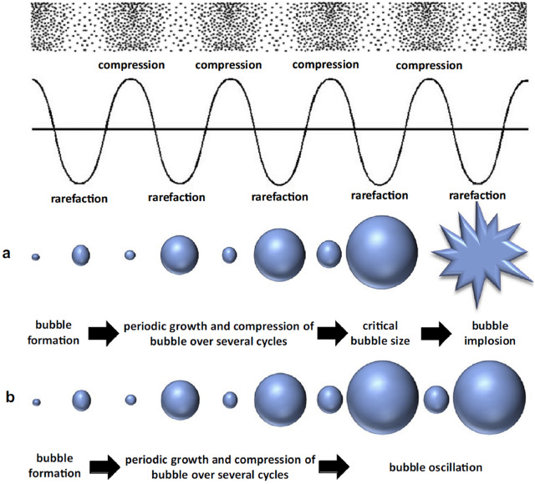 compression compression compression compression
rarefaction rarefaction rarefaction rarefaction rarefaction
a
bubble formation
periodic growth and compression of bubble over several cycles
critical bubble size
bubble implosion
b
bubble formation
periodic growth and compression of bubble over several cycles
bubble oscillation